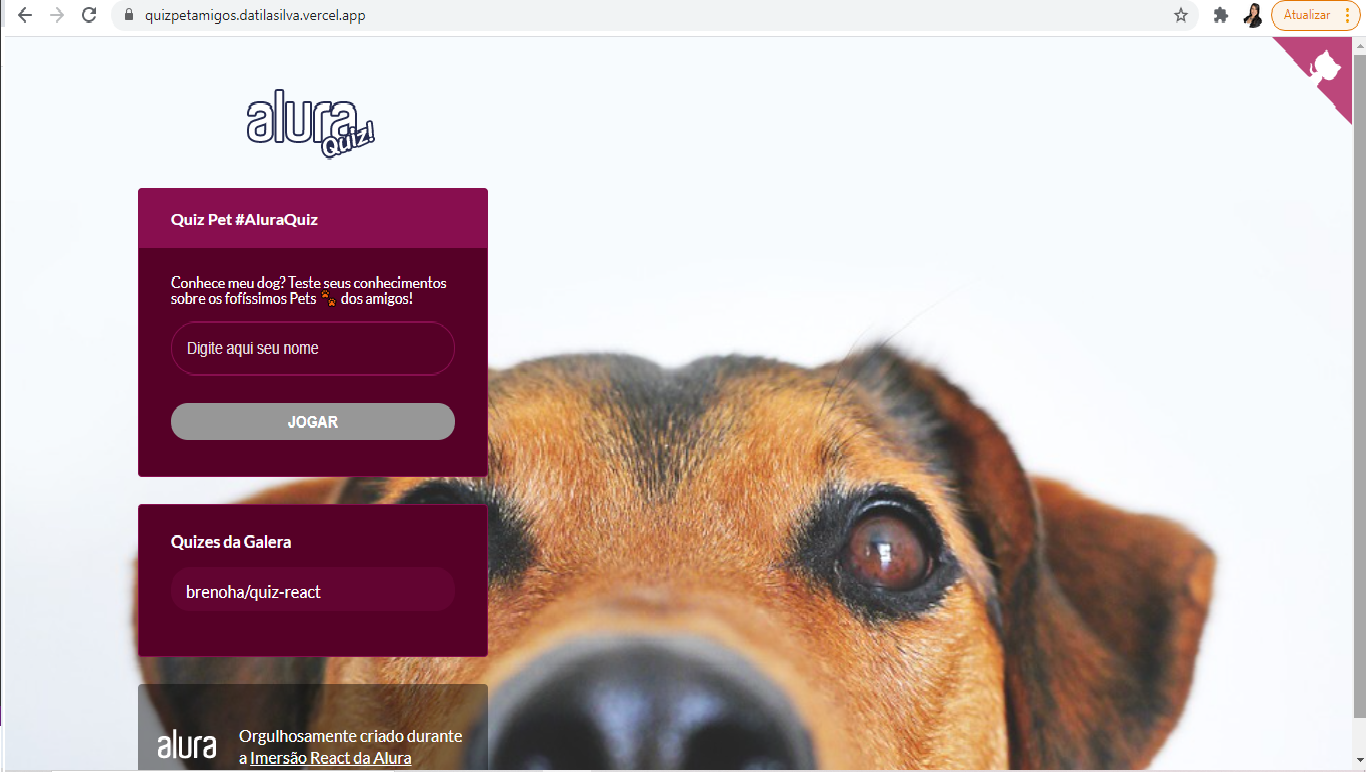 quizpetamigos.datilasilva.vercel.app
Atualizar
alura
Quiz!
Quiz Pet #AluraQuiz
Conhece meu dog? Teste seus conhecimentos
sobre os fofíssimos Pets 🐾 dos amigos!
Digite aqui seu nome
JOGAR
Quizes da Galera
brenoha/quiz-react
alura
Orgulhosamente criado durante
a Imersão React da Alura